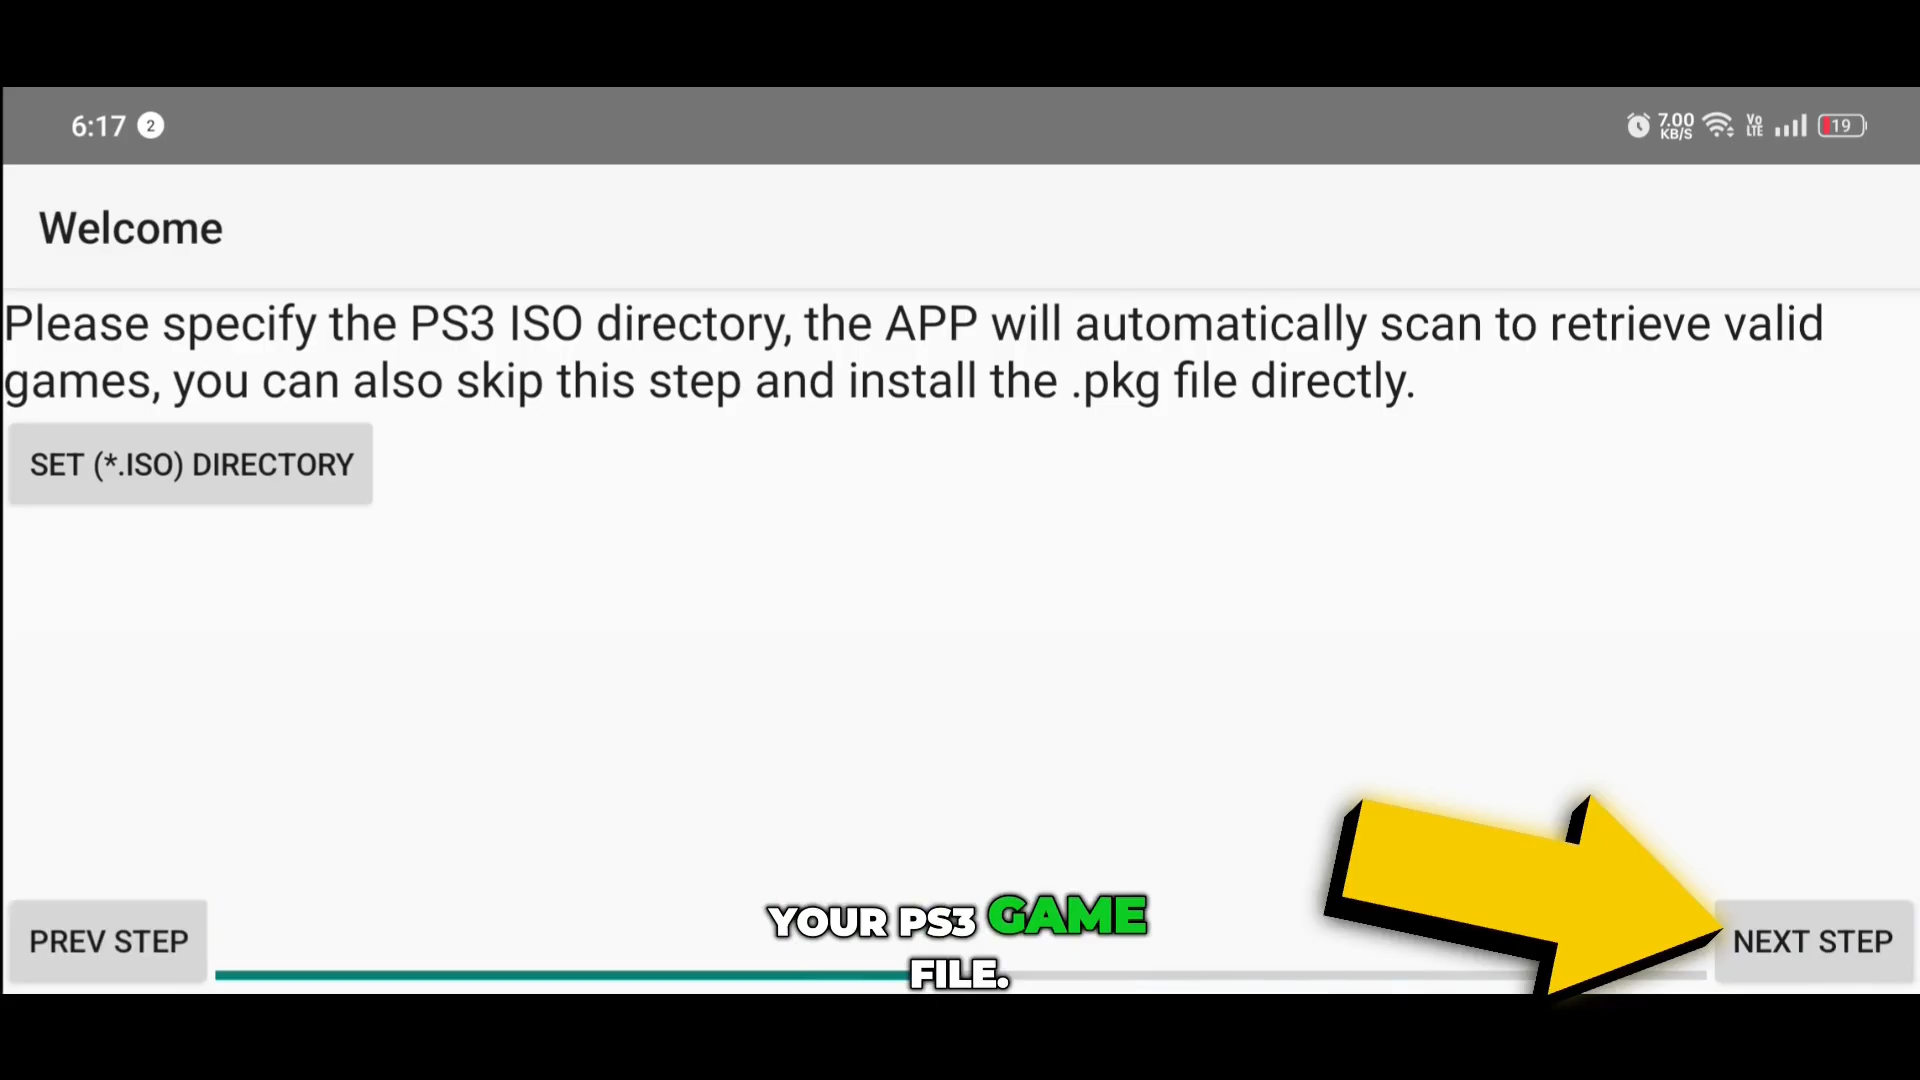 6:17 2
7.00
KB/S
Vo
LTE
19
Welcome
Please specify the PS3 ISO directory, the APP will automatically scan to retrieve valid
games, you can also skip this step and install the .pkg file directly.
SET (*.ISO) DIRECTORY
YOUR PS3 GAME
FILE.
PREV STEP
NEXT STEP